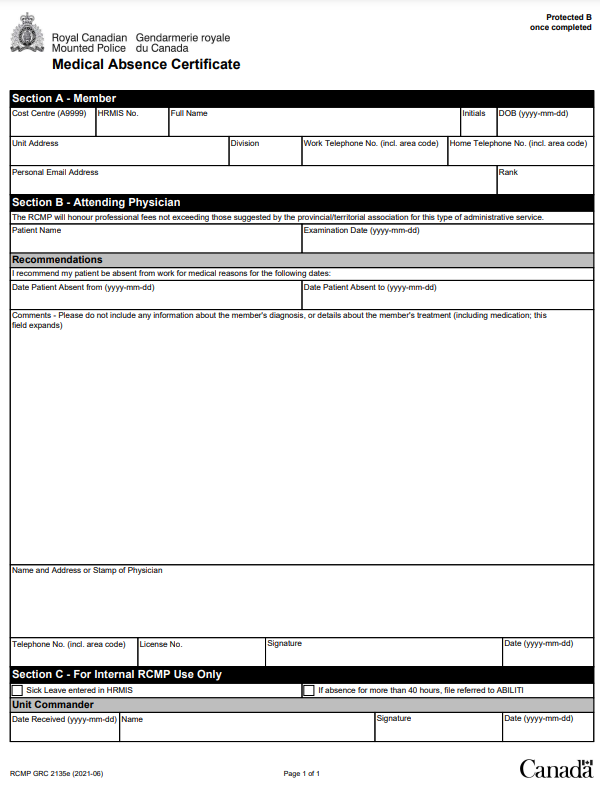 Protected B
once completed
Royal Canadian Gendarmerie royale
Mounted Police du Canada
Medical Absence Certificate
Section A - Member
Cost Centre (A9999) HRMIS No. Full Name Initials DOB (yyyy-mm-dd)
Unit Address Division Work Telephone No. (incl. area code) Home Telephone No. (incl. area code)
Personal Email Address Rank
Section B - Attending Physician
The RCMP will honour professional fees not exceeding those suggested by the provincial/territorial association for this type of administrative service.
Patient Name Examination Date (yyyy-mm-dd)
Recommendations
I recommend my patient be absent from work for medical reasons for the following dates:
Date Patient Absent from (yyyy-mm-dd) Date Patient Absent to (yyyy-mm-dd)
Comments - Please do not include any information about the member's diagnosis, or details about the member's treatment (including medication; this
field expands)
Name and Address or Stamp of Physician
Telephone No. (incl. area code) License No. Signature Date (yyyy-mm-dd)
Section C - For Internal RCMP Use Only
Sick Leave entered in HRMIS If absence for more than 40 hours, file referred to ABILITI
Unit Commander
Date Received (yyyy-mm-dd) Name Signature Date (yyyy-mm-dd)
RCMP GRC 2135e (2021-06) Page 1 of 1 Canada